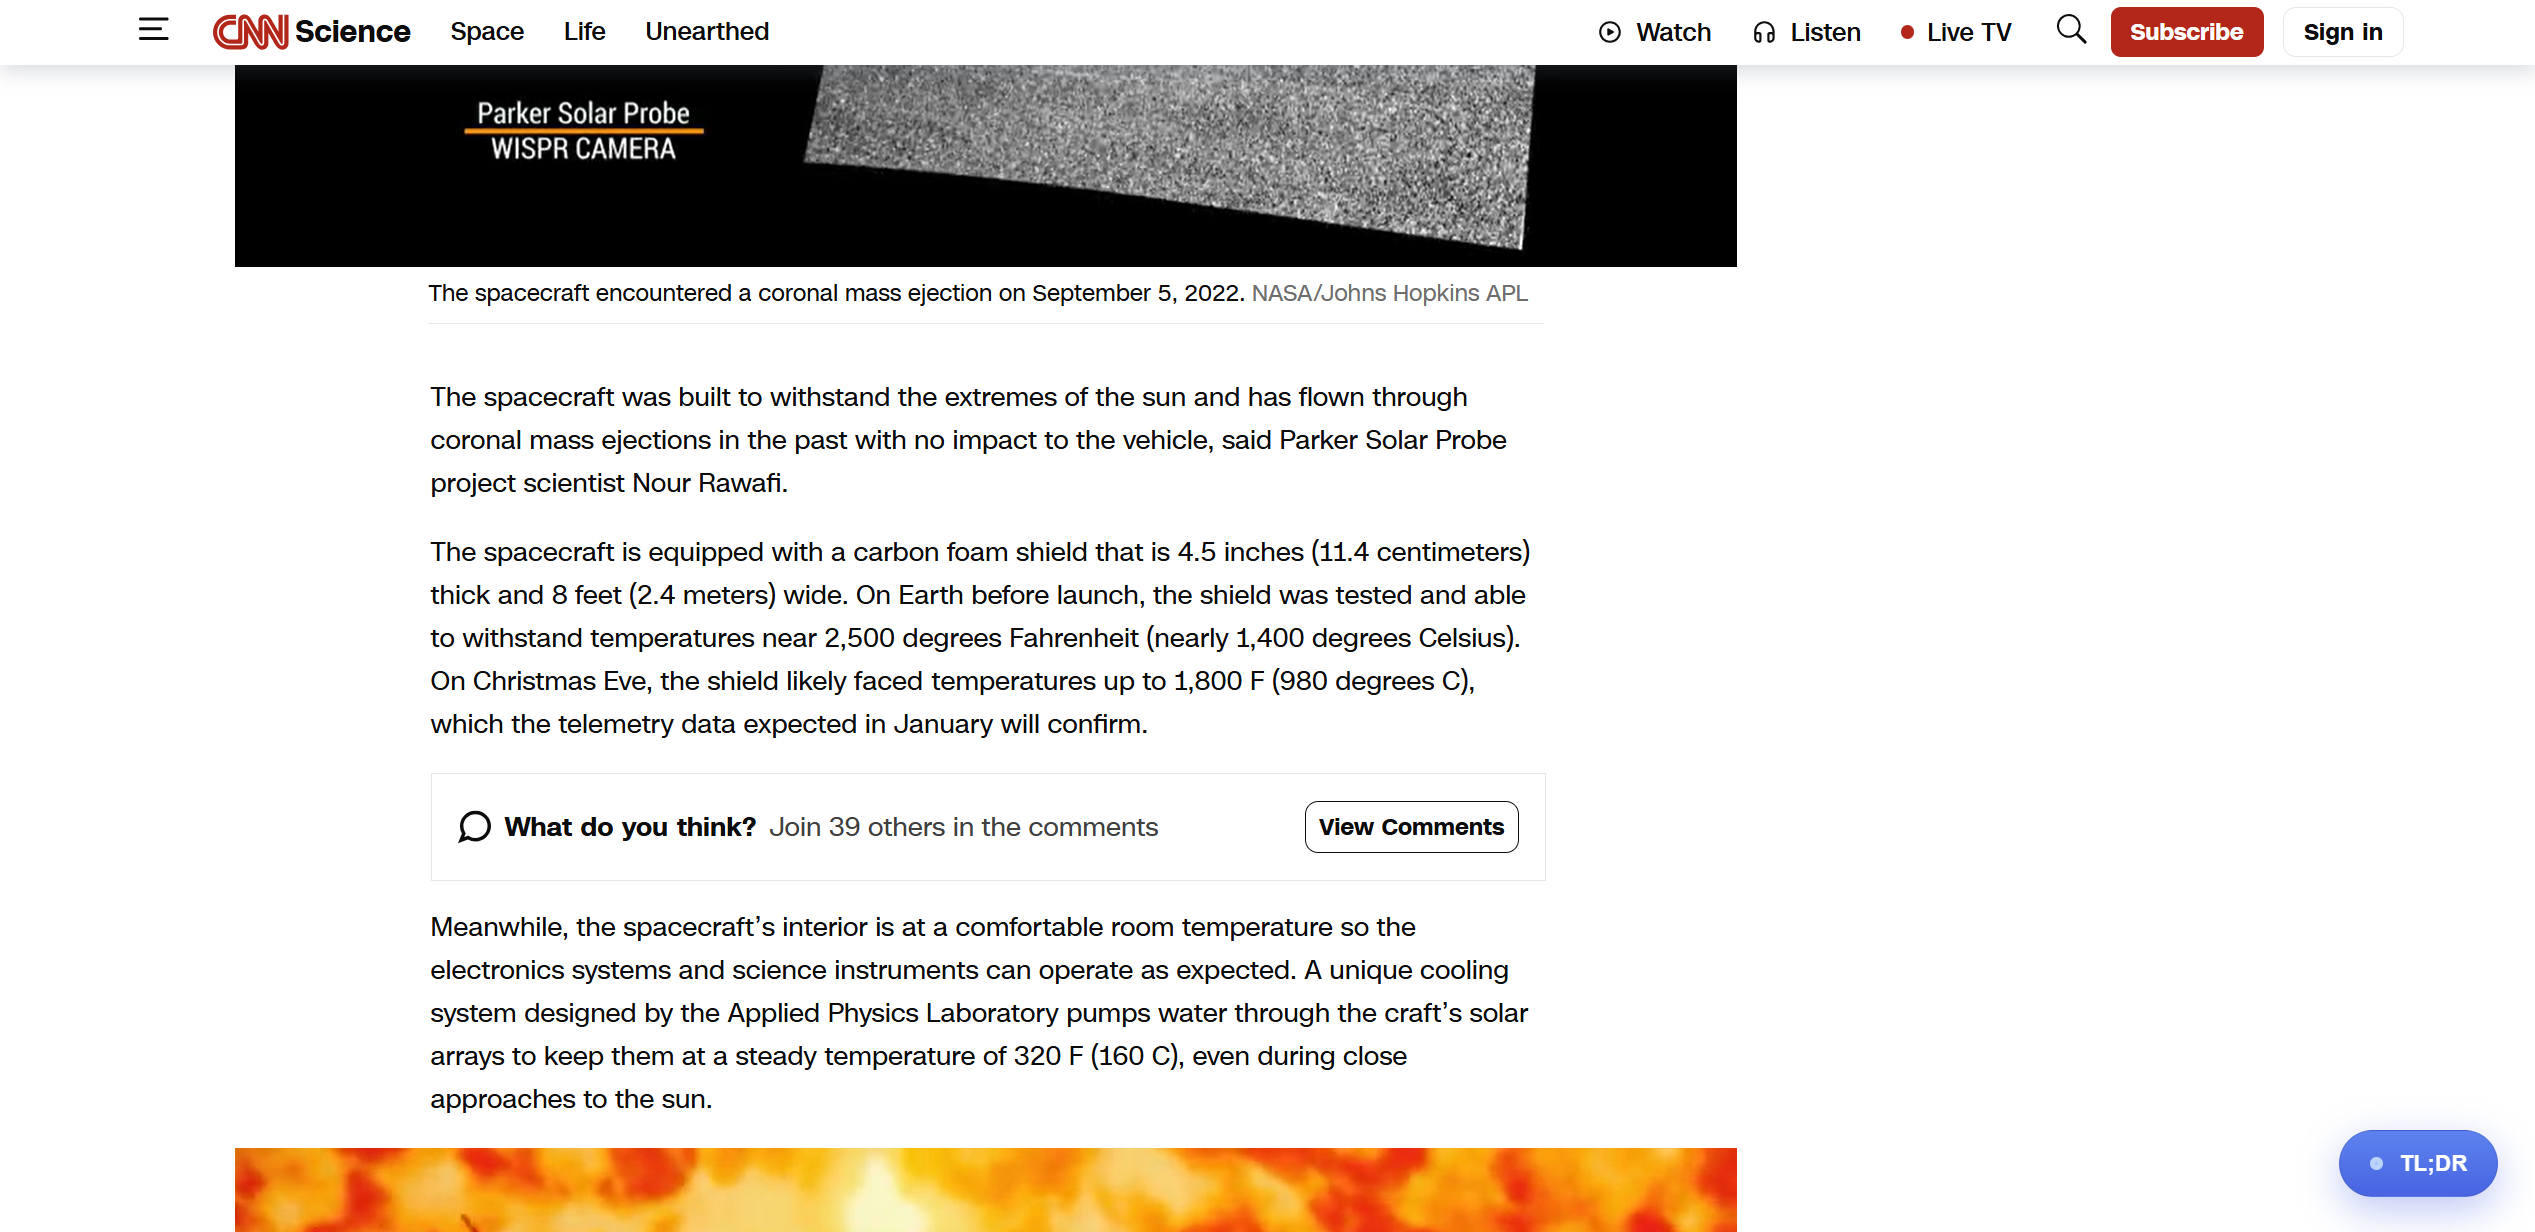 CNN Science Space Life Unearthed Watch Listen Live TV Subscribe Sign in
Parker Solar Probe
WISPR CAMERA
The spacecraft encountered a coronal mass ejection on September 5, 2022. NASA/Johns Hopkins APL
The spacecraft was built to withstand the extremes of the sun and has flown through
coronal mass ejections in the past with no impact to the vehicle, said Parker Solar Probe
project scientist Nour Rawafi.
The spacecraft is equipped with a carbon foam shield that is 4.5 inches (11.4 centimeters)
thick and 8 feet (2.4 meters) wide. On Earth before launch, the shield was tested and able
to withstand temperatures near 2,500 degrees Fahrenheit (nearly 1,400 degrees Celsius).
On Christmas Eve, the shield likely faced temperatures up to 1,800 F (980 degrees C),
which the telemetry data expected in January will confirm.
What do you think? Join 39 others in the comments View Comments
Meanwhile, the spacecraft’s interior is at a comfortable room temperature so the
electronics systems and science instruments can operate as expected. A unique cooling
system designed by the Applied Physics Laboratory pumps water through the craft’s solar
arrays to keep them at a steady temperature of 320 F (160 C), even during close
approaches to the sun.
TL;DR